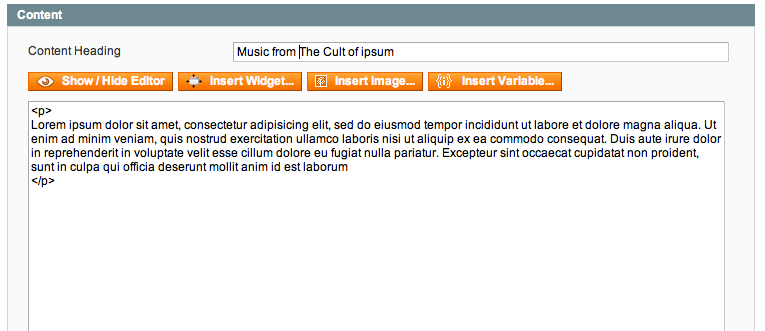 Content
Content Heading Music from The Cult of ipsum
Show / Hide Editor Insert Widget... Insert Image... Insert Variable...
<p>
Lorem ipsum dolor sit amet, consectetur adipisicing elit, sed do eiusmod tempor incididunt ut labore et dolore magna aliqua. Ut
enim ad minim veniam, quis nostrud exercitation ullamco laboris nisi ut aliquip ex ea commodo consequat. Duis aute irure dolor
in reprehenderit in voluptate velit esse cillum dolore eu fugiat nulla pariatur. Excepteur sint occaecat cupidatat non proident,
sunt in culpa qui officia deserunt mollit anim id est laborum
</p>